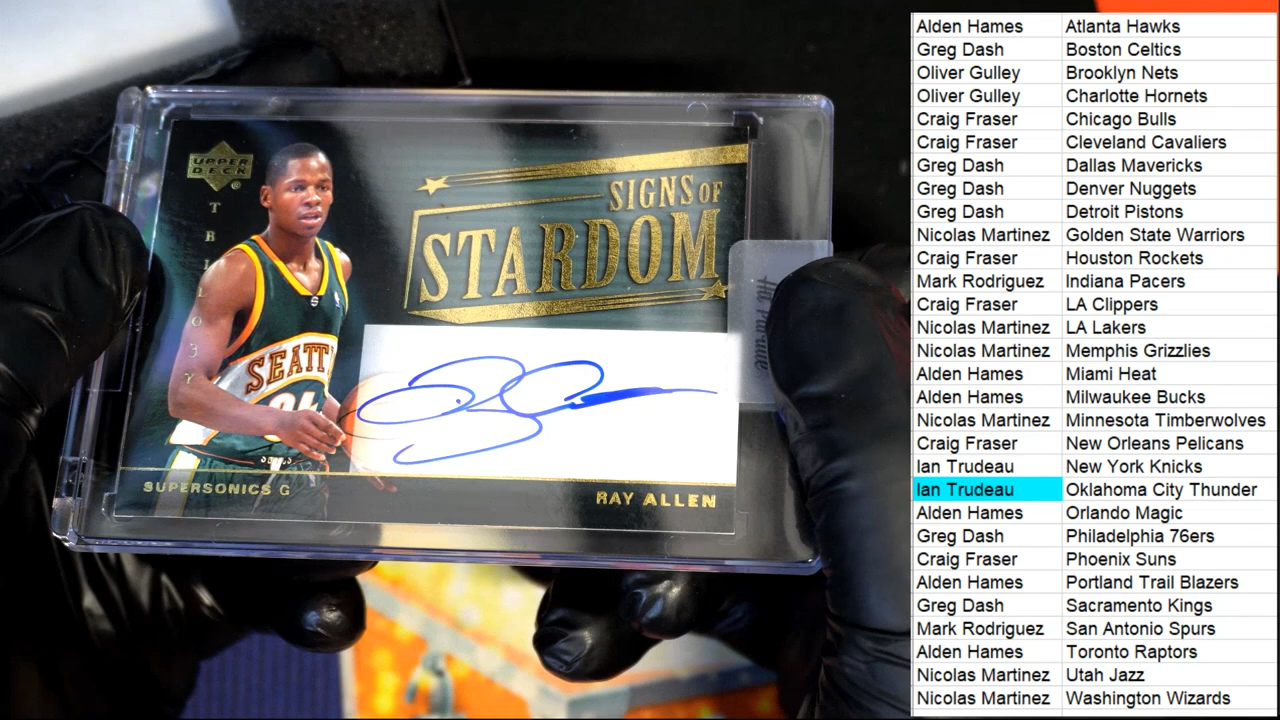 UPPER
DECK
TRILOGY
SIGNS OF
STARDOM
SEATT
SUPERSONICS G
RAY ALLEN
Alden Hames Atlanta Hawks
Greg Dash Boston Celtics
Oliver Gulley Brooklyn Nets
Oliver Gulley Charlotte Hornets
Craig Fraser Chicago Bulls
Craig Fraser Cleveland Cavaliers
Greg Dash Dallas Mavericks
Greg Dash Denver Nuggets
Greg Dash Detroit Pistons
Nicolas Martinez Golden State Warriors
Craig Fraser Houston Rockets
Mark Rodriguez Indiana Pacers
Craig Fraser LA Clippers
Nicolas Martinez LA Lakers
Nicolas Martinez Memphis Grizzlies
Alden Hames Miami Heat
Alden Hames Milwaukee Bucks
Nicolas Martinez Minnesota Timberwolves
Craig Fraser New Orleans Pelicans
Ian Trudeau New York Knicks
Ian Trudeau Oklahoma City Thunder
Alden Hames Orlando Magic
Greg Dash Philadelphia 76ers
Craig Fraser Phoenix Suns
Alden Hames Portland Trail Blazers
Greg Dash Sacramento Kings
Mark Rodriguez San Antonio Spurs
Alden Hames Toronto Raptors
Nicolas Martinez Utah Jazz
Nicolas Martinez Washington Wizards